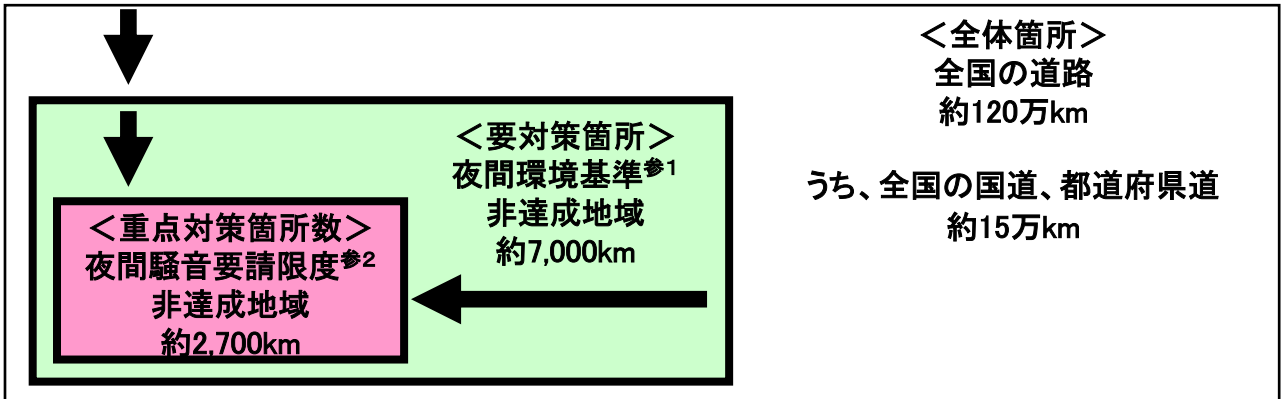 ＜全体箇所＞
全国の道路
約120万km
うち、全国の国道、都道府県道
約15万km
＜要対策箇所＞
夜間環境基準参1
非達成地域
約7,000km
＜重点対策箇所数＞
夜間騒音要請限度参2
非達成地域
約2,700km